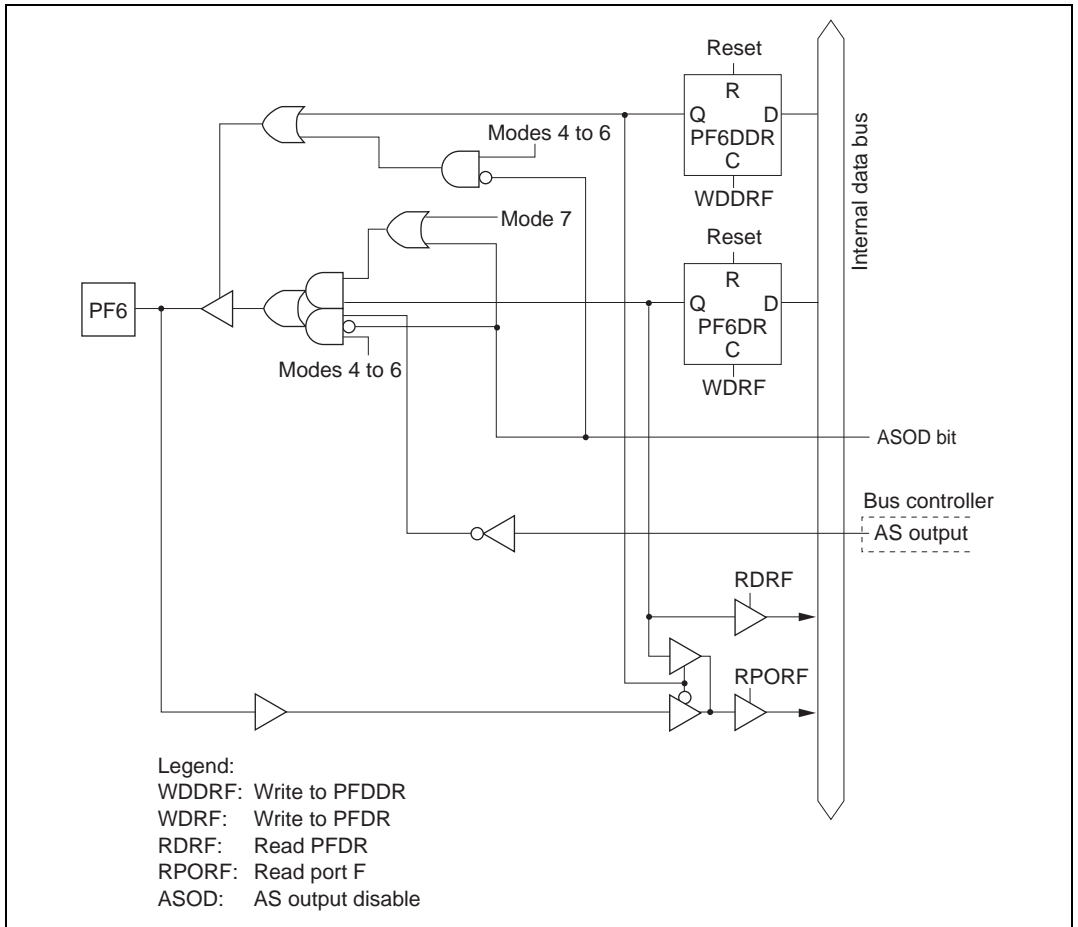 Reset
R
Q D
PF6DDR
C
WDDRF
Modes 4 to 6
Internal data bus
Mode 7
Reset
R
Q D
PF6DR
C
WDRF
PF6
Modes 4 to 6
ASOD bit
Bus controller
AS output
RDRF
RPORF
Legend:
WDDRF: Write to PFDDR
WDRF: Write to PFDR
RDRF: Read PFDR
RPORF: Read port F
ASOD: AS output disable